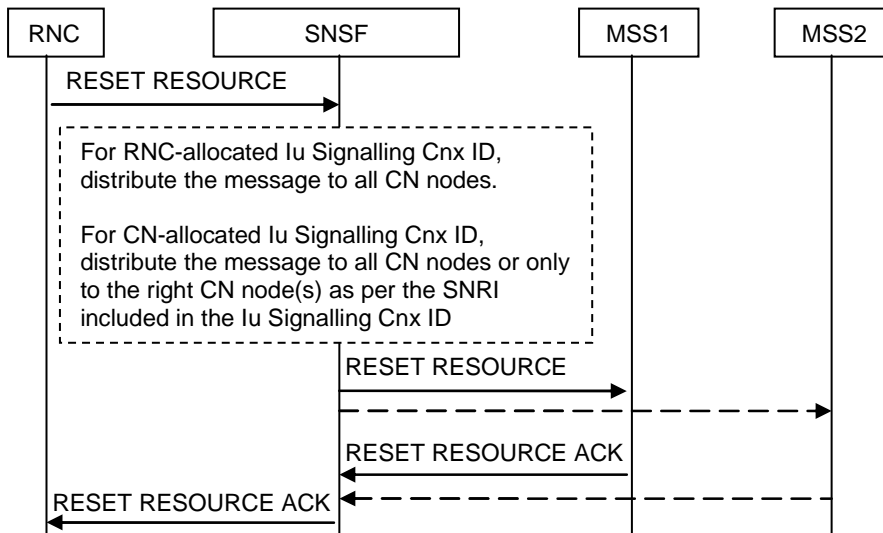 RNC
SNSF
MSS1
MSS2
RESET RESOURCE
For RNC-allocated Iu Signalling Cnx ID,
distribute the message to all CN nodes.
For CN-allocated Iu Signalling Cnx ID,
distribute the message to all CN nodes or only
to the right CN node(s) as per the SNRI
included in the Iu Signalling Cnx ID
RESET RESOURCE
RESET RESOURCE ACK
RESET RESOURCE ACK